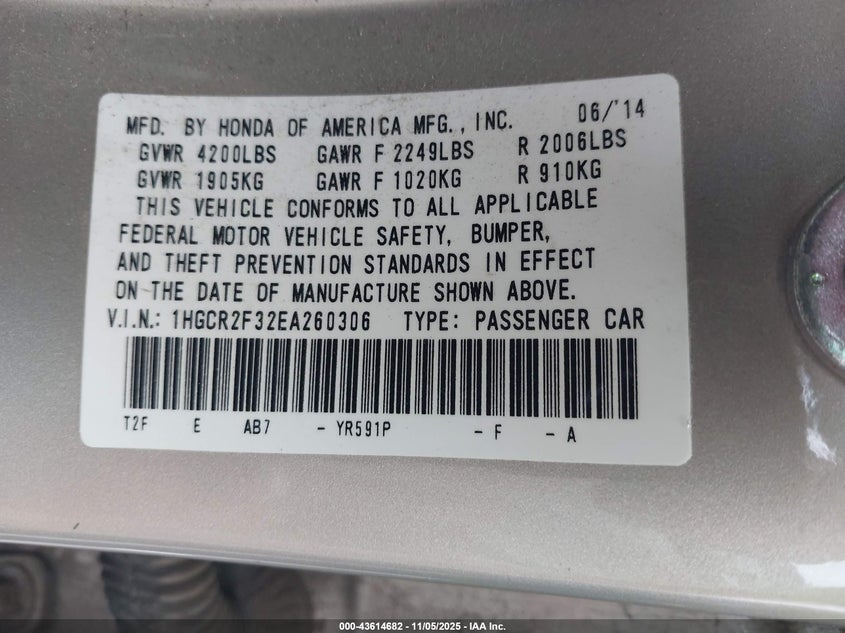 MFD. BY HONDA OF AMERICA MFG., INC. 06/'14
GVWR 4200LBS GAWR F 2249LBS R 2006LBS
GVWR 1905KG GAWR F 1020KG R 910KG
THIS VEHICLE CONFORMS TO ALL APPLICABLE
FEDERAL MOTOR VEHICLE SAFETY, BUMPER,
AND THEFT PREVENTION STANDARDS IN EFFECT
ON THE DATE OF MANUFACTURE SHOWN ABOVE.
V.I.N.: 1HGCR2F32EA260306 TYPE: PASSENGER CAR
T2F E AB7 - YR591P - F - A
000-43614682 - 11/05/2025 - IAA Inc.